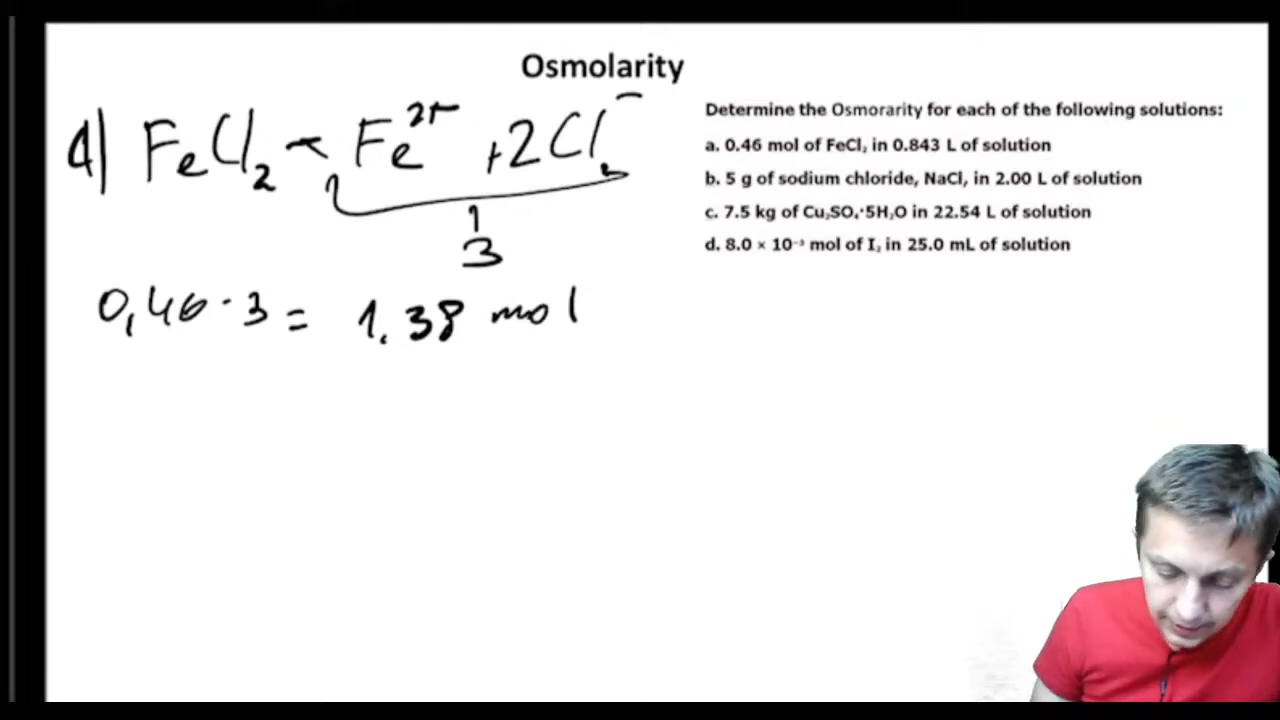 Osmolarity
a) FeCl₂ ⇌ Fe²⁺ + 2Cl⁻
3
0,46 · 3 = 1.38 mol
Determine the Osmorarity for each of the following solutions:
a. 0.46 mol of FeCl₂ in 0.843 L of solution
b. 5 g of sodium chloride, NaCl, in 2.00 L of solution
c. 7.5 kg of Cu₂SO₄·5H₂O in 22.54 L of solution
d. 8.0 × 10⁻³ mol of I₂ in 25.0 mL of solution